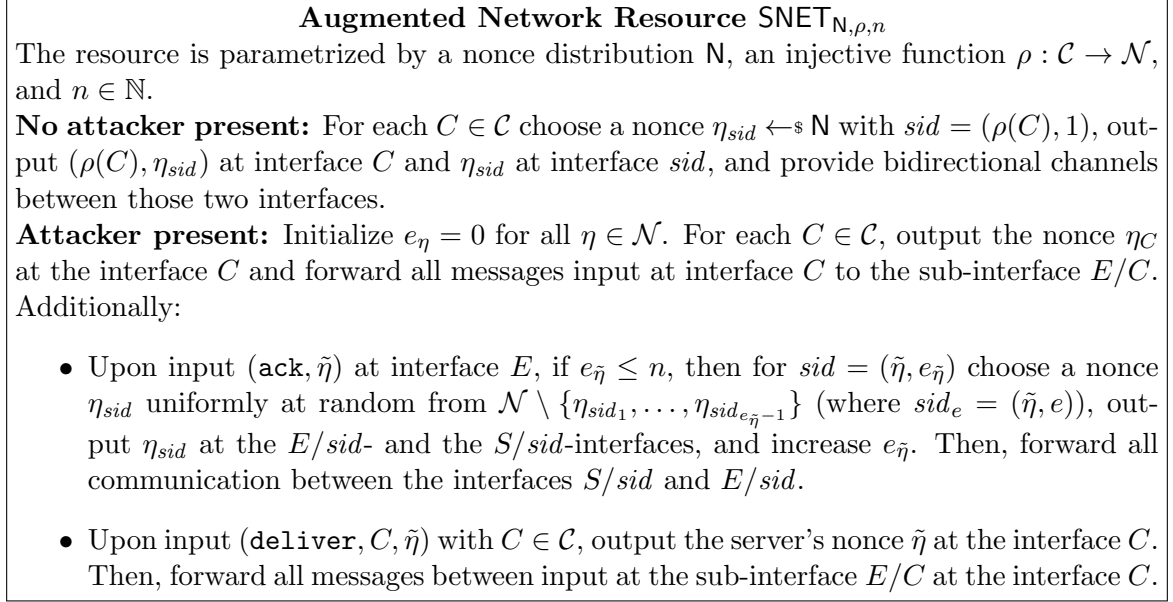 Augmented Network Resource SNET_{N,ρ,n}
The resource is parametrized by a nonce distribution N, an injective function ρ : 𝒞 → 𝒩,
and n ∈ ℕ.
No attacker present: For each C ∈ 𝒞 choose a nonce η_{sid} ←$ N with sid = (ρ(C), 1), out-
put (ρ(C), η_{sid}) at interface C and η_{sid} at interface sid, and provide bidirectional channels
between those two interfaces.
Attacker present: Initialize e_η = 0 for all η ∈ 𝒩. For each C ∈ 𝒞, output the nonce η_C
at the interface C and forward all messages input at interface C to the sub-interface E/C.
Additionally:
• Upon input (ack, η̃) at interface E, if e_{η̃} ≤ n, then for sid = (η̃, e_{η̃}) choose a nonce
η_{sid} uniformly at random from 𝒩 \ {η_{sid_1}, . . . , η_{sid_{e_{η̃}−1}}} (where sid_e = (η̃, e)), out-
put η_{sid} at the E/sid- and the S/sid-interfaces, and increase e_{η̃}. Then, forward all
communication between the interfaces S/sid and E/sid.
• Upon input (deliver, C, η̃) with C ∈ 𝒞, output the server's nonce η̃ at the interface C.
Then, forward all messages between input at the sub-interface E/C at the interface C.